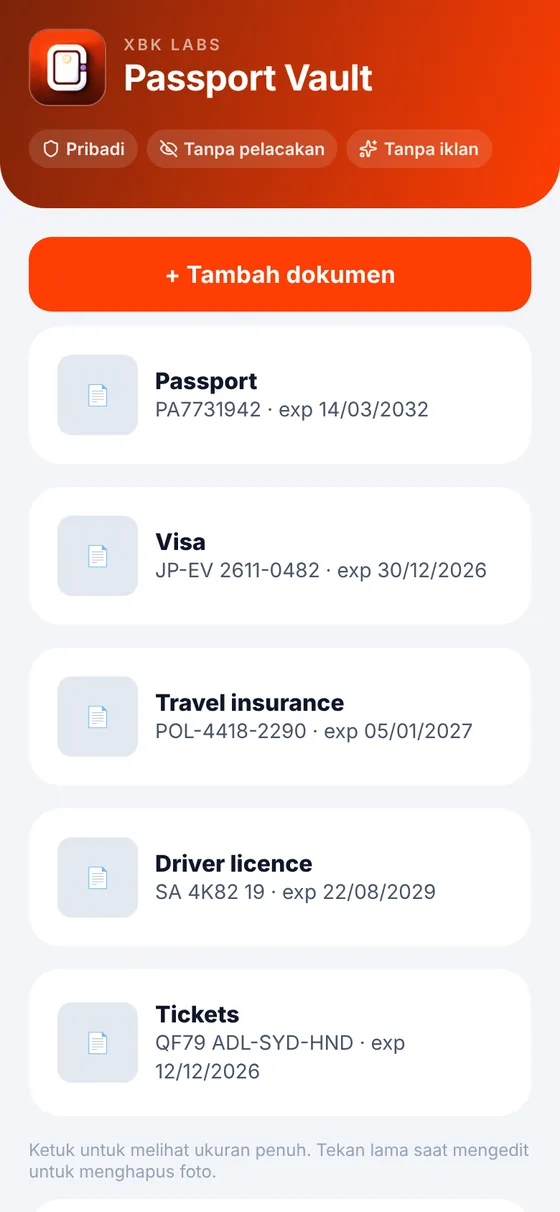 XBK LABS
Passport Vault
Pribadi
Tanpa pelacakan
Tanpa iklan
+ Tambah dokumen
Passport
PA7731942 · exp 14/03/2032
Visa
JP-EV 2611-0482 · exp 30/12/2026
Travel insurance
POL-4418-2290 · exp 05/01/2027
Driver licence
SA 4K82 19 · exp 22/08/2029
Tickets
QF79 ADL-SYD-HND · exp
12/12/2026
Ketuk untuk melihat ukuran penuh. Tekan lama saat mengedit
untuk menghapus foto.